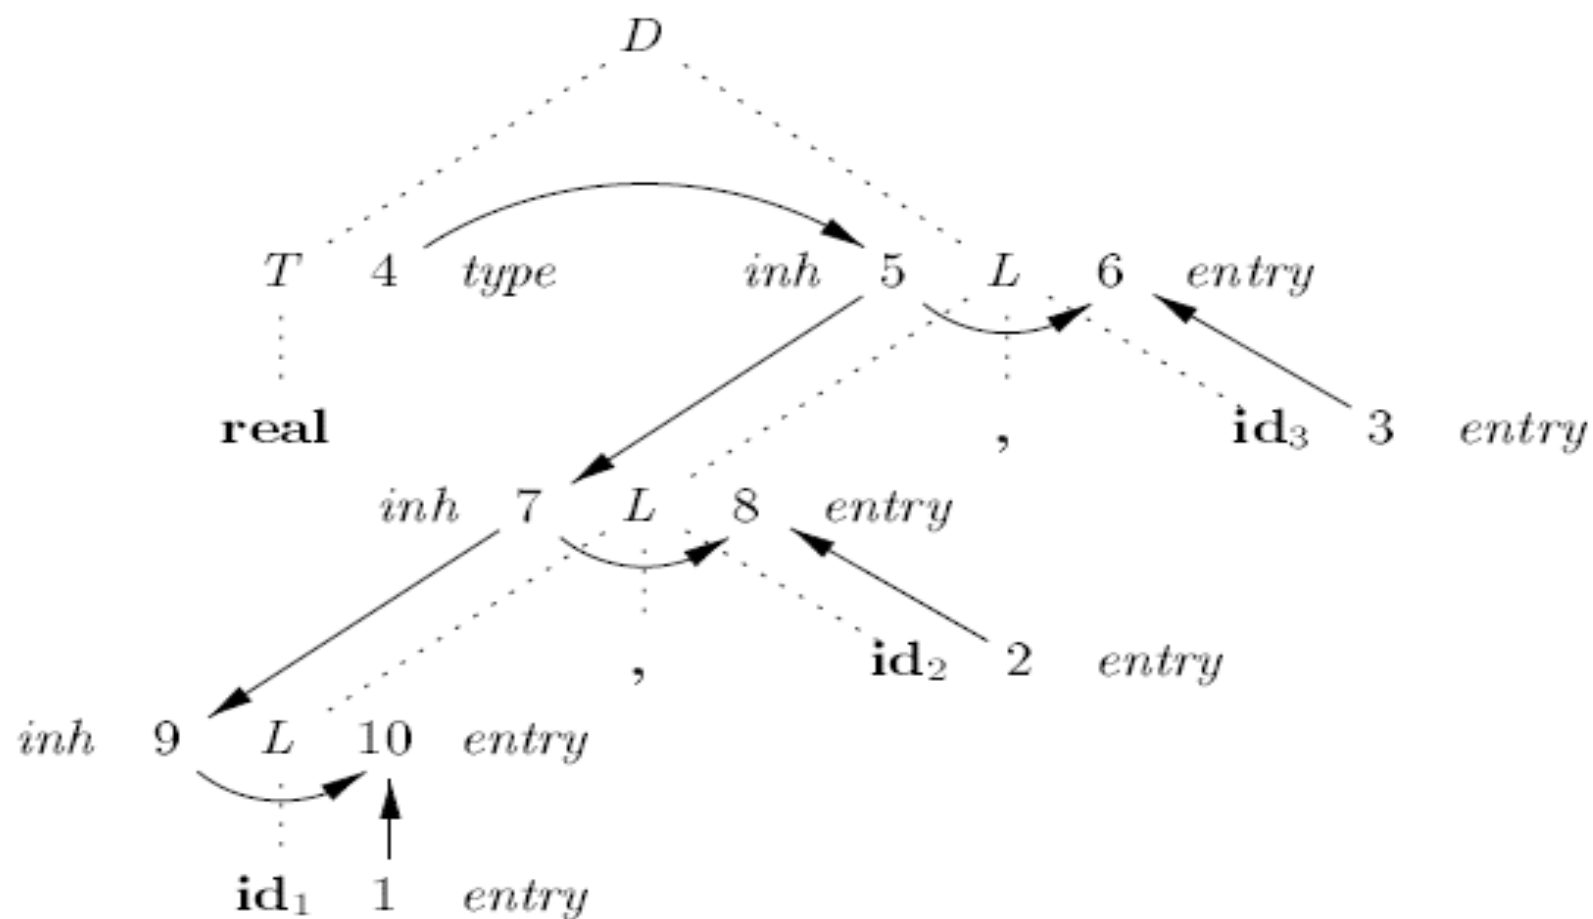 D
T 4 type inh 5 L 6 entry
real , id₃ 3 entry
inh 7 L 8 entry
, id₂ 2 entry
inh 9 L 10 entry
id₁ 1 entry